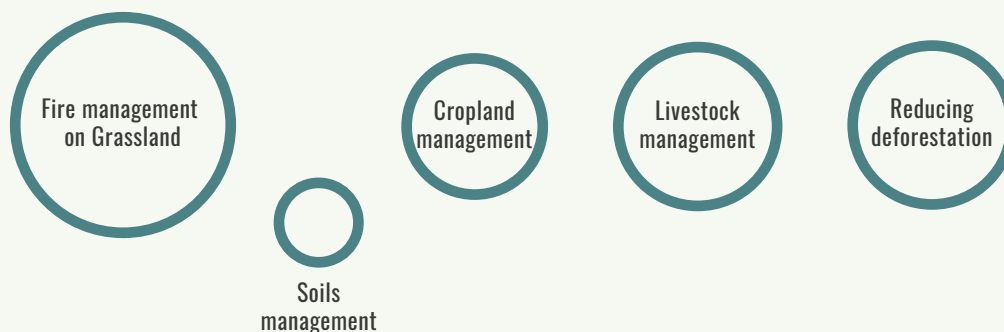 Fire management
on Grassland
Soils
management
Cropland
management
Livestock
management
Reducing
deforestation